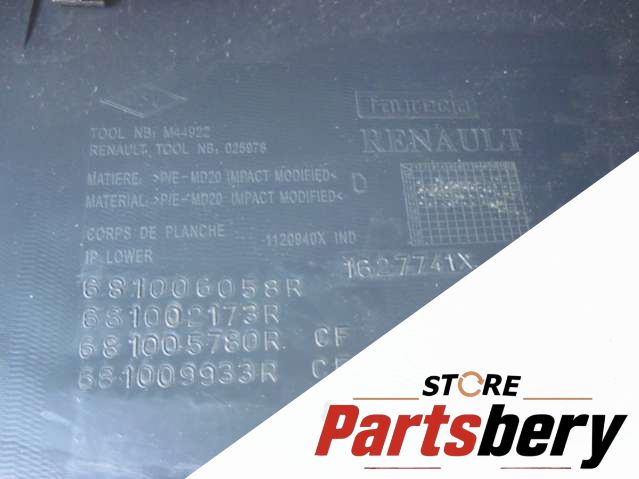 faurecia
RENAULT
TOOL NB: M44922
RENAULT TOOL NB: 025976
MATIERE: >P/E-MD20 IMPACT MODIFIED<
MATERIAL: >P/E-MD20 IMPACT MODIFIED<
D
CORPS DE PLANCHE ... 1120940X IND
IP LOWER
1627741X
681006058R
681002173R
681005780R CF
681009933R
STORE
Partsbery